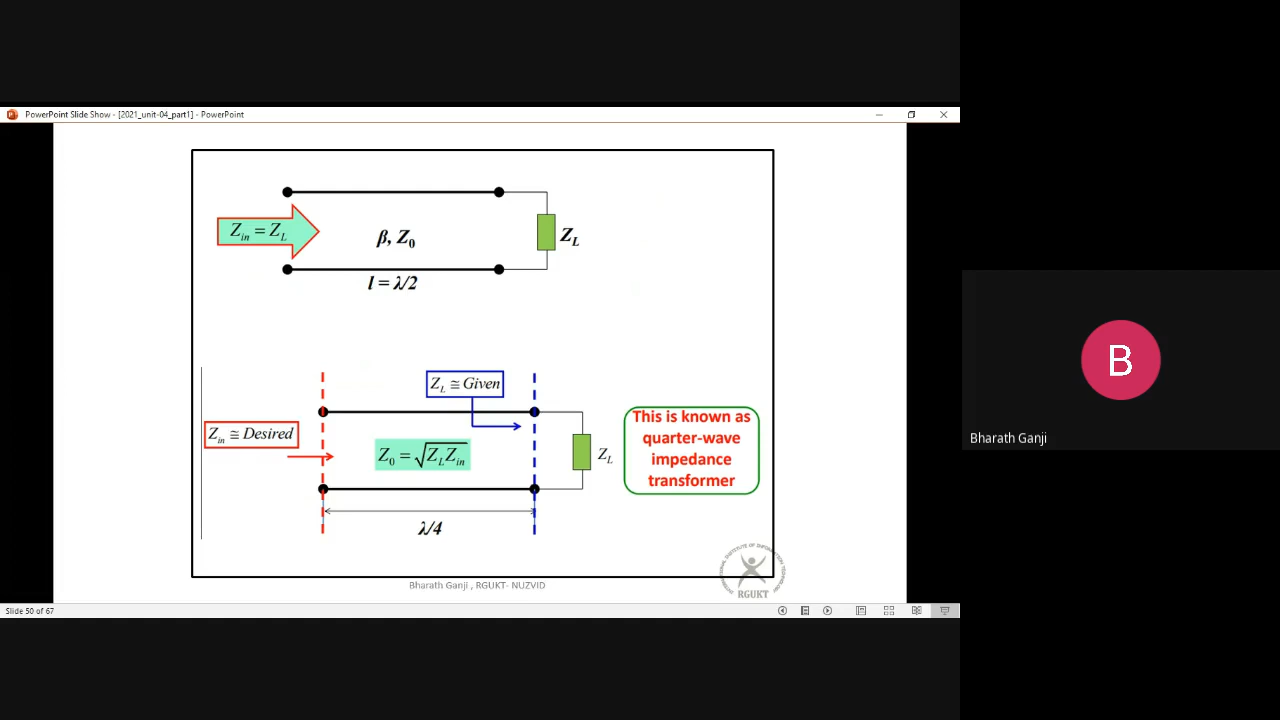 PowerPoint Slide Show - [2021_unit-04_part1] - PowerPoint
Z_in = Z_L
β, Z_0
Z_L
l = λ/2
Z_L ≅ Given
Z_in ≅ Desired
Z_0 = √(Z_L Z_in)
Z_L
This is known as
quarter-wave
impedance
transformer
λ/4
RGUKT
Bharath Ganji , RGUKT- NUZVID
Slide 50 of 67
B
Bharath Ganji